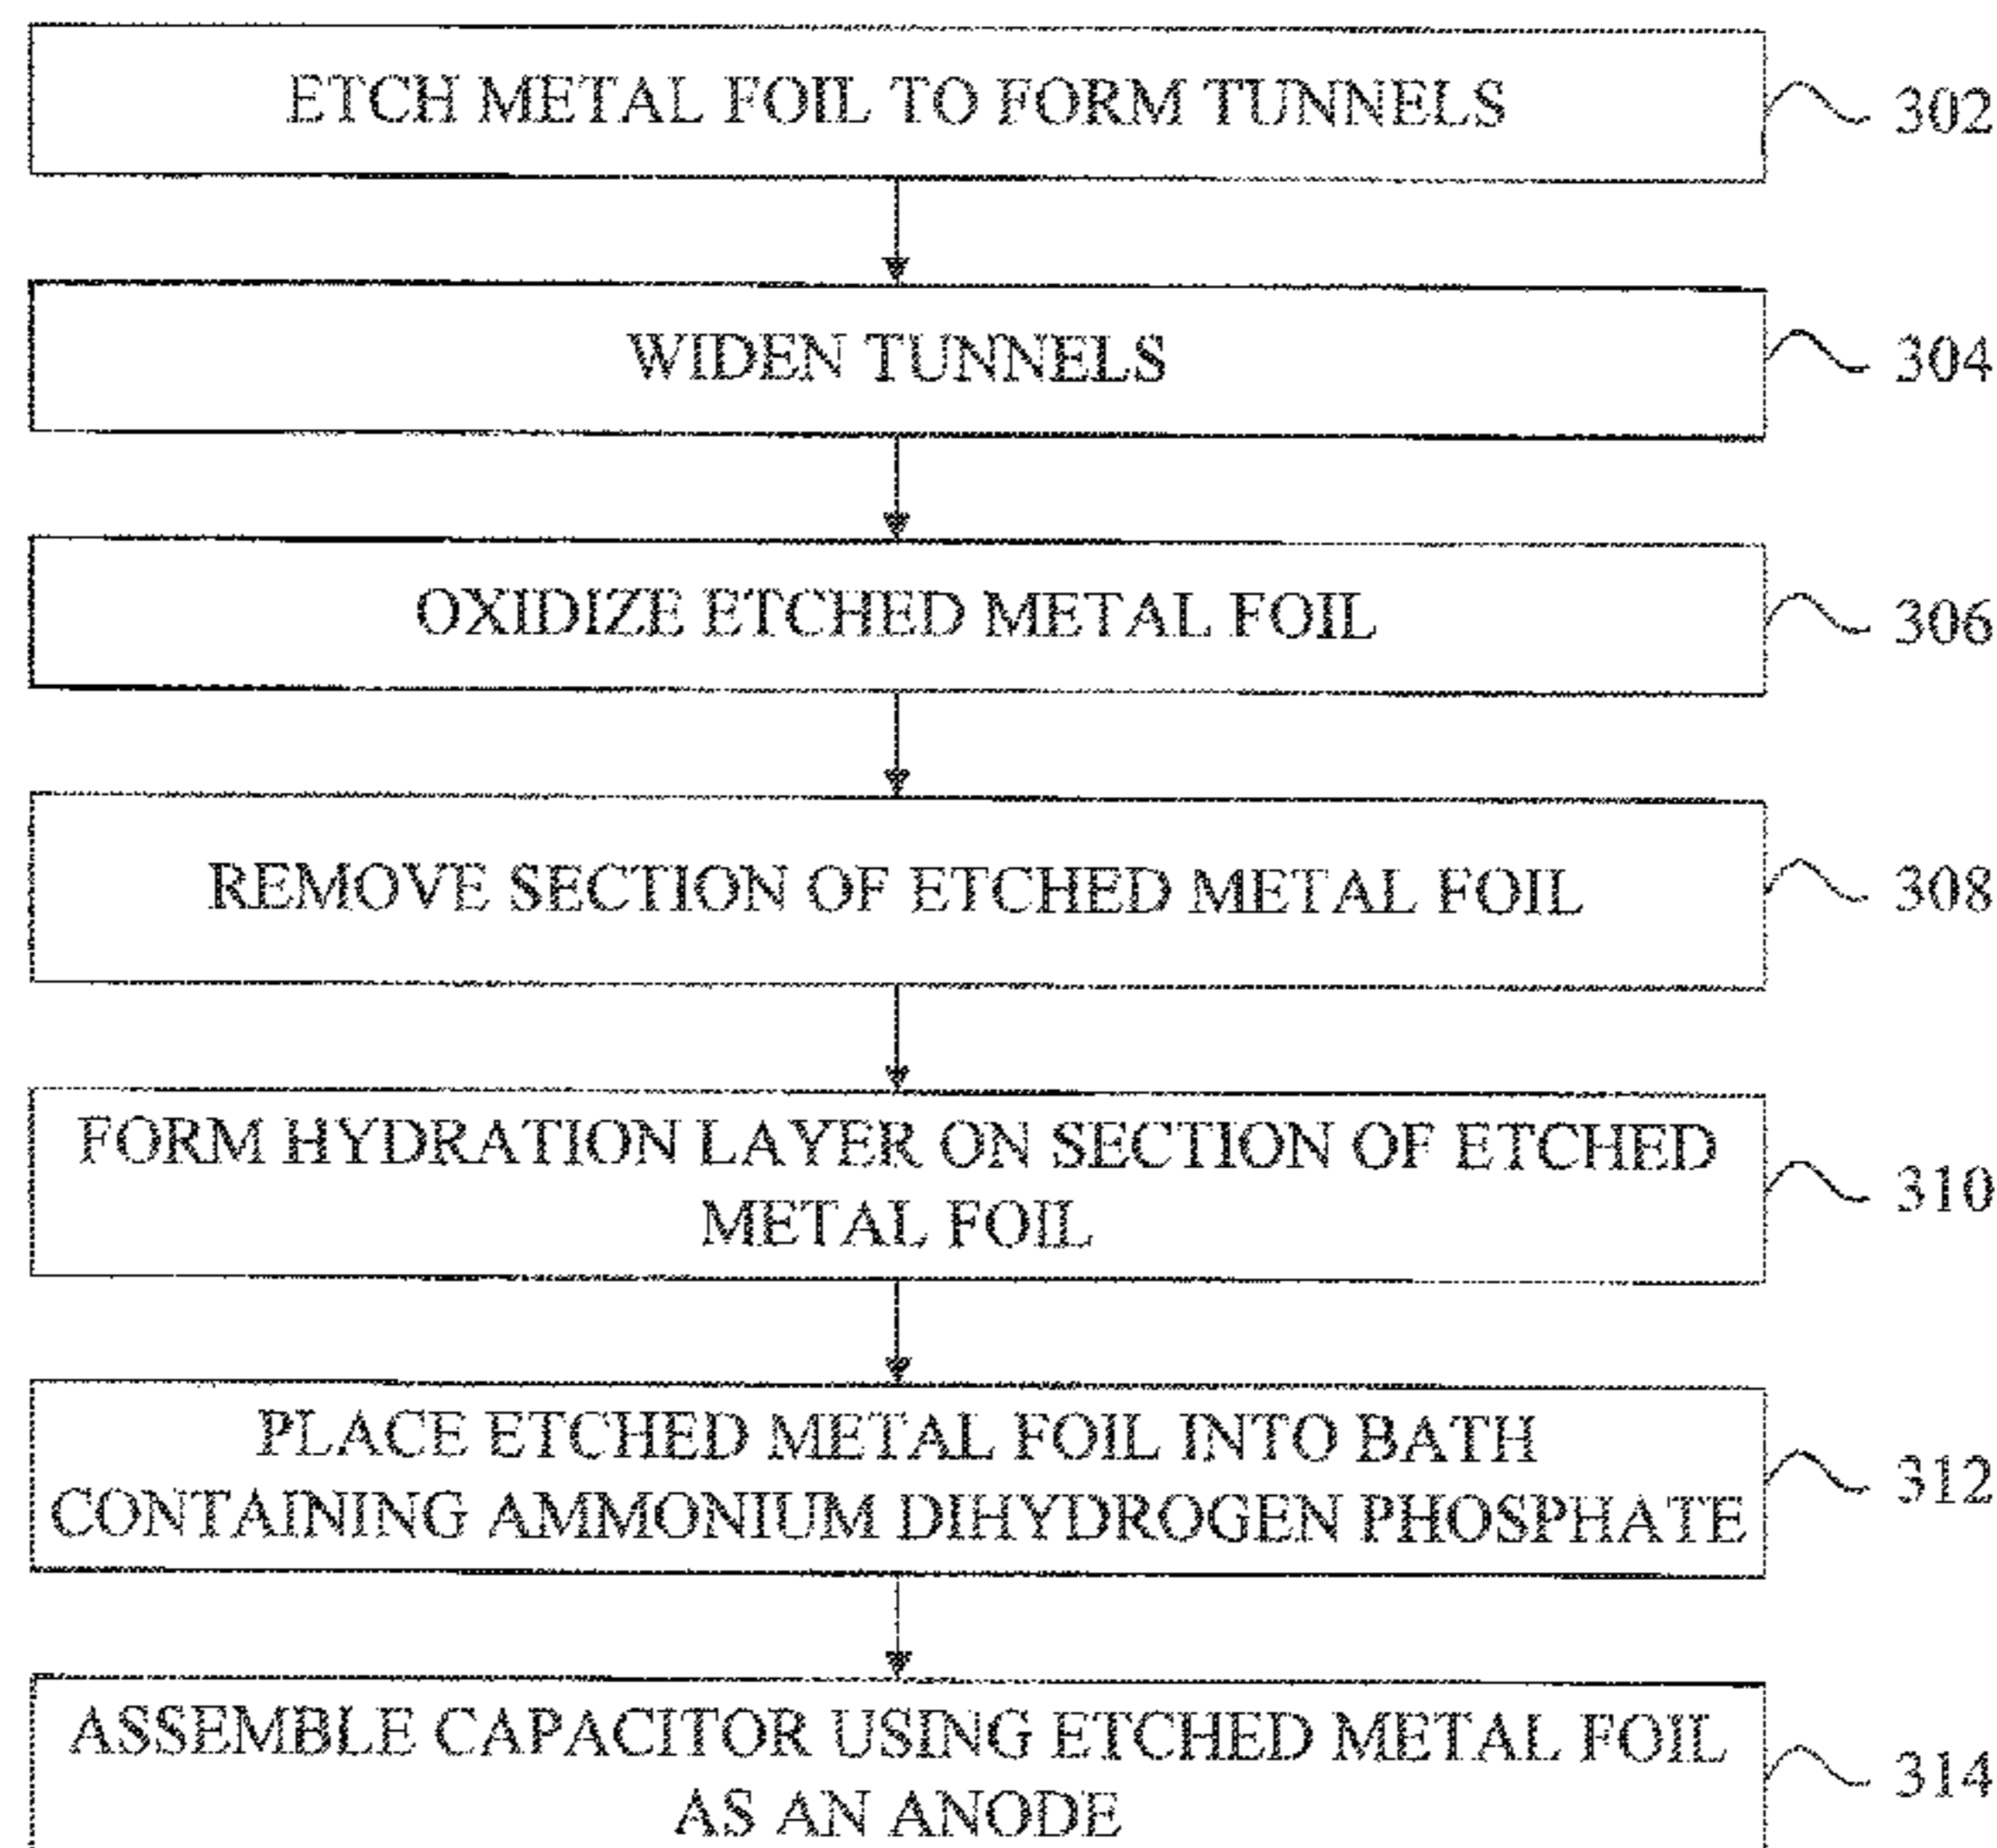 ETCH METAL FOIL TO FORM TUNNELS
302
WIDEN TUNNELS
304
OXIDIZE ETCHED METAL FOIL
306
REMOVE SECTION OF ETCHED METAL FOIL
308
FORM HYDRATION LAYER ON SECTION OF ETCHED
METAL FOIL
310
PLACE ETCHED METAL FOIL INTO BATH
CONTAINING AMMONIUM DIHYDROGEN PHOSPHATE
312
ASSEMBLE CAPACITOR USING ETCHED METAL FOIL
AS AN ANODE
314